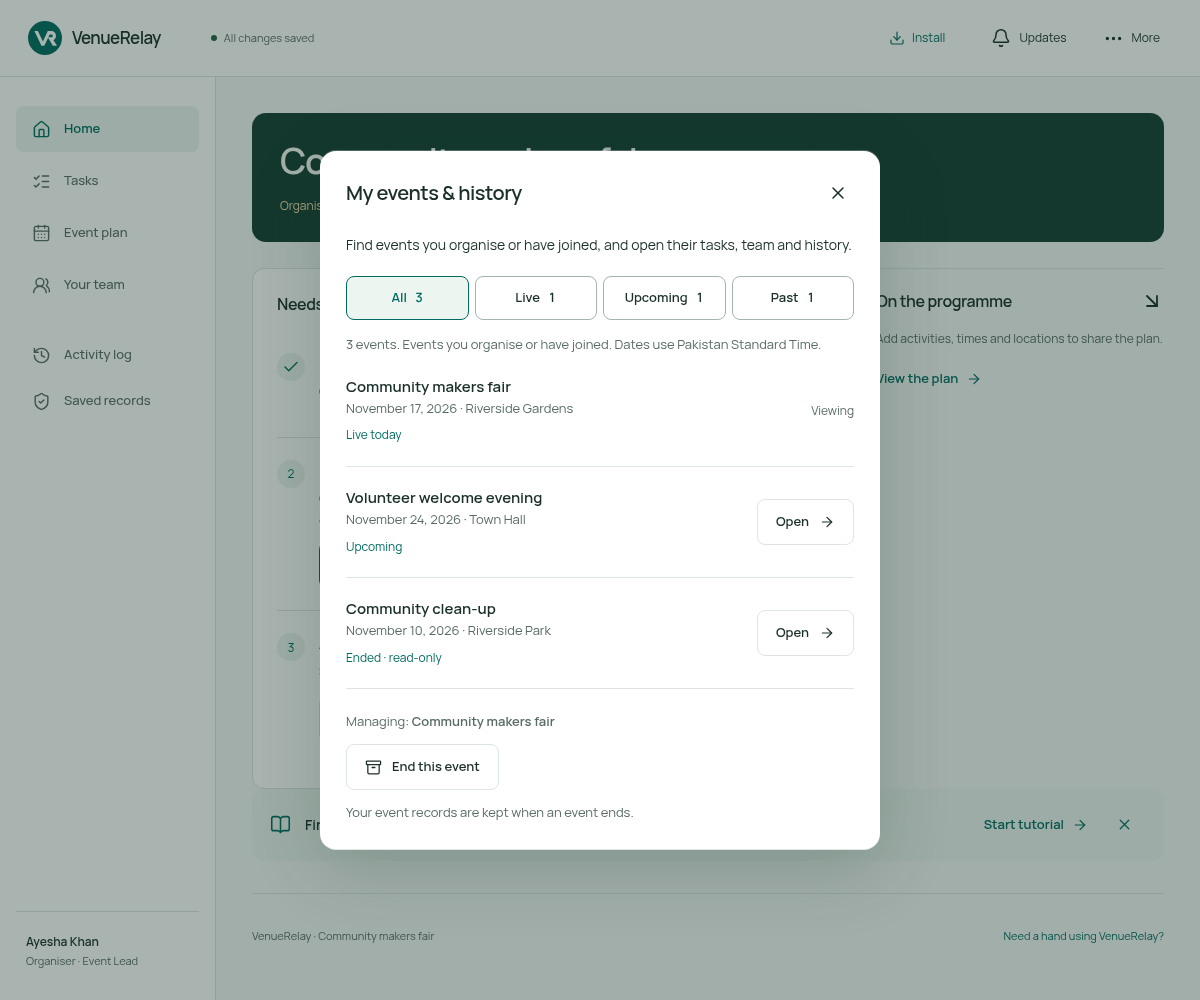 VenueRelay
All changes saved
Install
Updates
More
Home
Tasks
Event plan
Your team
Activity log
Saved records
Ayesha Khan
Organiser · Event Lead
My events & history
Find events you organise or have joined, and open their tasks, team and history.
All 3
Live 1
Upcoming 1
Past 1
3 events. Events you organise or have joined. Dates use Pakistan Standard Time.
Community makers fair
November 17, 2026 · Riverside Gardens
Live today
Viewing
Volunteer welcome evening
November 24, 2026 · Town Hall
Upcoming
Open
Community clean-up
November 10, 2026 · Riverside Park
Ended · read-only
Open
Managing: Community makers fair
End this event
Your event records are kept when an event ends.
Needs
2
3
On the programme
Add activities, times and locations to share the plan.
View the plan
Start tutorial
VenueRelay · Community makers fair
Need a hand using VenueRelay?